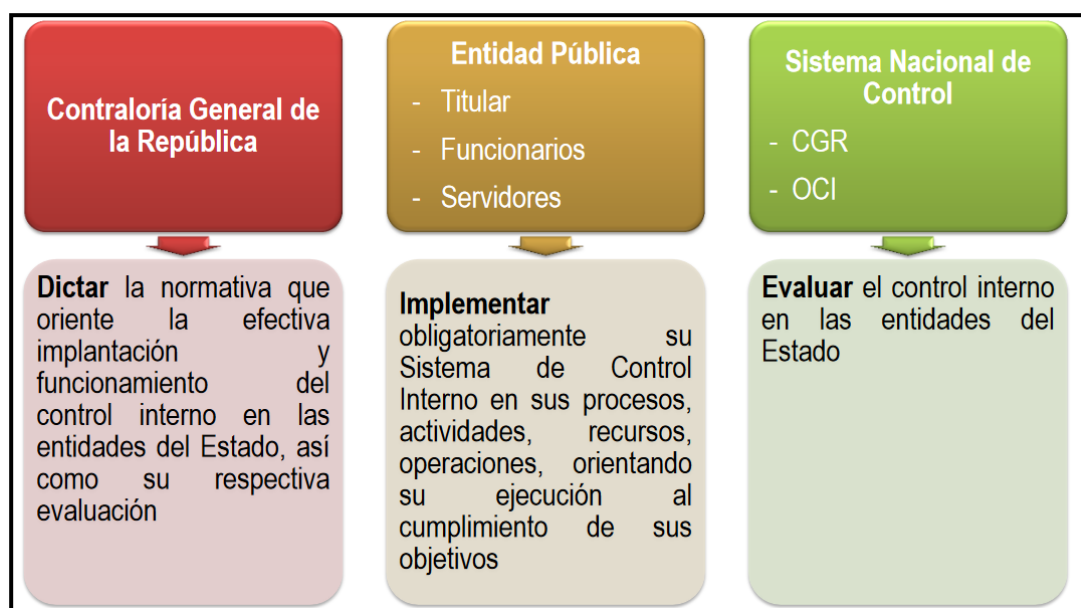 Contraloría General de
la República
Dictar la normativa que
oriente la efectiva
implantación y
funcionamiento del
control interno en las
entidades del Estado, así
como su respectiva
evaluación
Entidad Pública
- Titular
- Funcionarios
- Servidores
Implementar
obligatoriamente su
Sistema de Control
Interno en sus procesos,
actividades, recursos,
operaciones, orientando
su ejecución al
cumplimiento de sus
objetivos
Sistema Nacional de
Control
- CGR
- OCI
Evaluar el control interno
en las entidades del
Estado